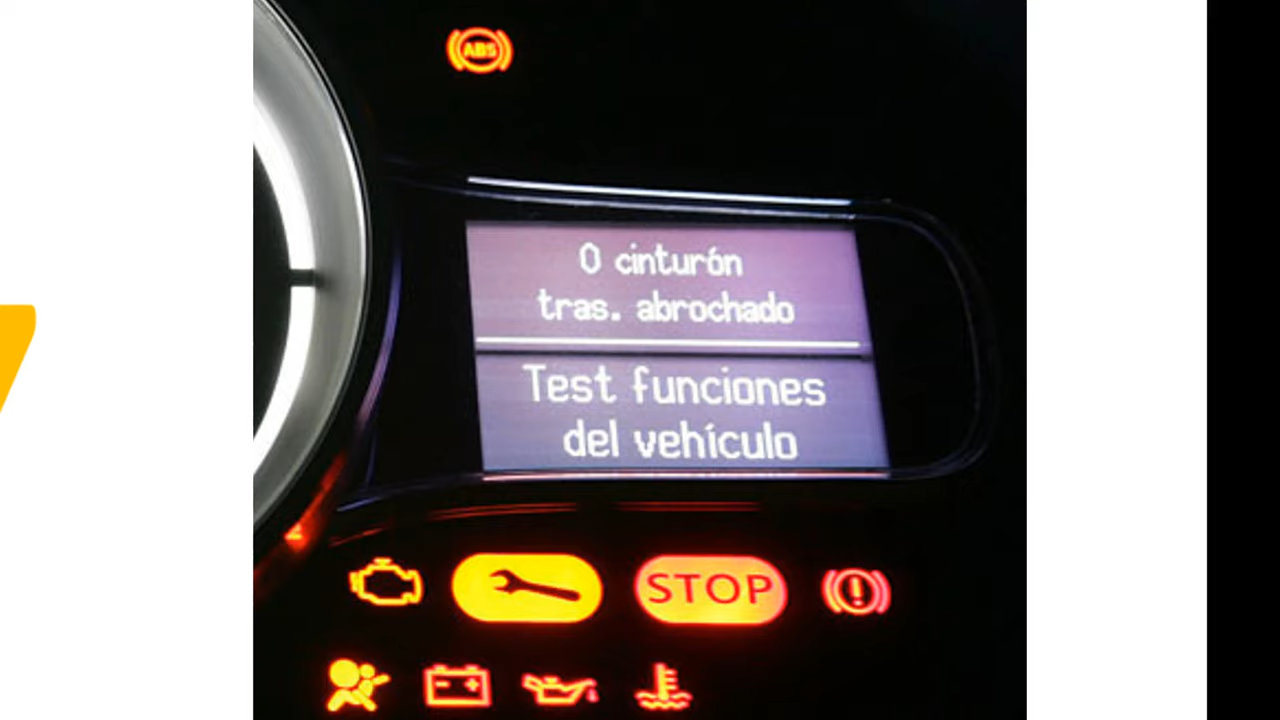 ABS
0 cinturón
tras. abrochado
Test funciones
del vehículo
STOP